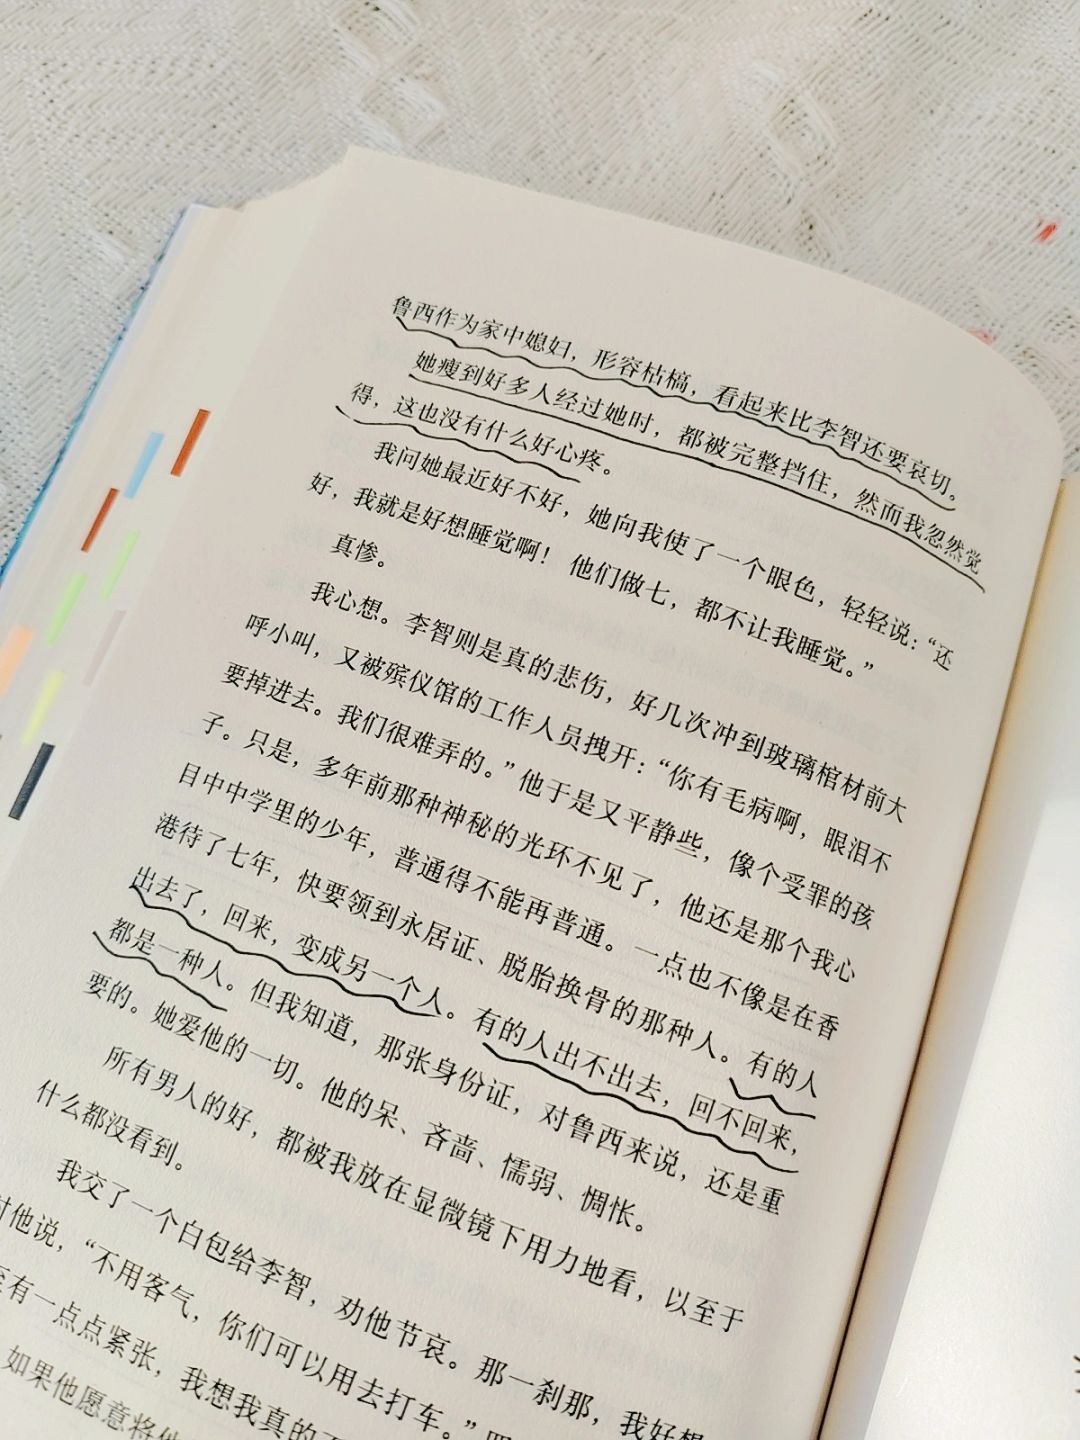 鲁西作为家中媳妇，形容枯槁，看起来比李智还要哀切。
她瘦到好多人经过她时，都被完整挡住，然而我忽然觉
得，这也没有什么好心疼。
我问她最近好不好，她向我使了一个眼色，轻轻说：“还
好，我就是好想睡觉啊！他们做七，都不让我睡觉。”
真惨。
我心想。李智则是真的悲伤，好几次冲到玻璃棺材前大
呼小叫，又被殡仪馆的工作人员拽开：“你有毛病啊，眼泪不
要掉进去。我们很难弄的。”他于是又平静些，像个受罪的孩
子。只是，多年前那种神秘的光环不见了，他还是那个我心
目中中学里的少年，普通得不能再普通。一点也不像是在香
港待了七年，快要领到永居证、脱胎换骨的那种人。有的人
出去了，回来，变成另一个人。有的人出不出去，回不回来，
都是一种人。但我知道，那张身份证，对鲁西来说，还是重
要的。她爱他的一切。他的呆、吝啬、懦弱、惆怅。
所有男人的好，都被我放在显微镜下用力地看，以至于
什么都没看到。
我交了一个白包给李智，劝他节哀。那一刹那，我好想
对他说，“不用客气，你们可以用去打车。”
有一点点紧张，我想我真的
如果他愿意将